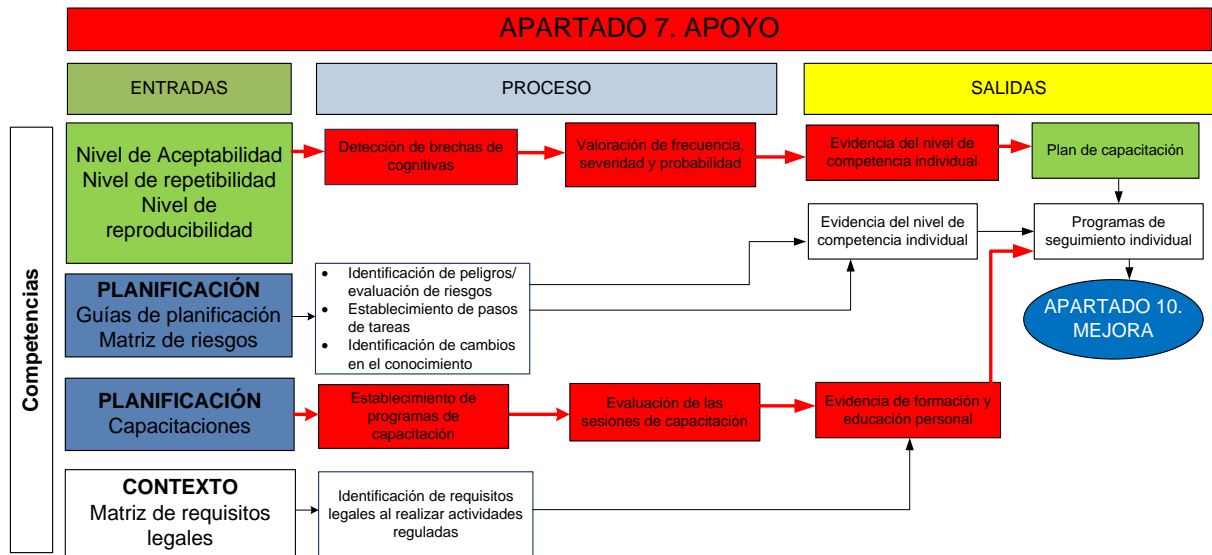 APARTADO 7. APOYO
ENTRADAS
PROCESO
SALIDAS
Competencias
Nivel de Aceptabilidad
Nivel de repetibilidad
Nivel de
reproducibilidad
Detección de brechas de
cognitivas
Valoración de frecuencia,
severidad y probabilidad
Evidencia del nivel de
competencia individual
Plan de capacitación
PLANIFICACIÓN
Guías de planificación
Matriz de riesgos
• Identificación de peligros/
evaluación de riesgos
• Establecimiento de pasos
de tareas
• Identificación de cambios
en el conocimiento
Evidencia del nivel de
competencia individual
Programas de
seguimiento individual
APARTADO 10.
MEJORA
PLANIFICACIÓN
Capacitaciones
Establecimiento de
programas de
capacitación
Evaluación de las
sesiones de capacitación
Evidencia de formación y
educación personal
CONTEXTO
Matriz de requisitos
legales
Identificación de requisitos
legales al realizar actividades
reguladas